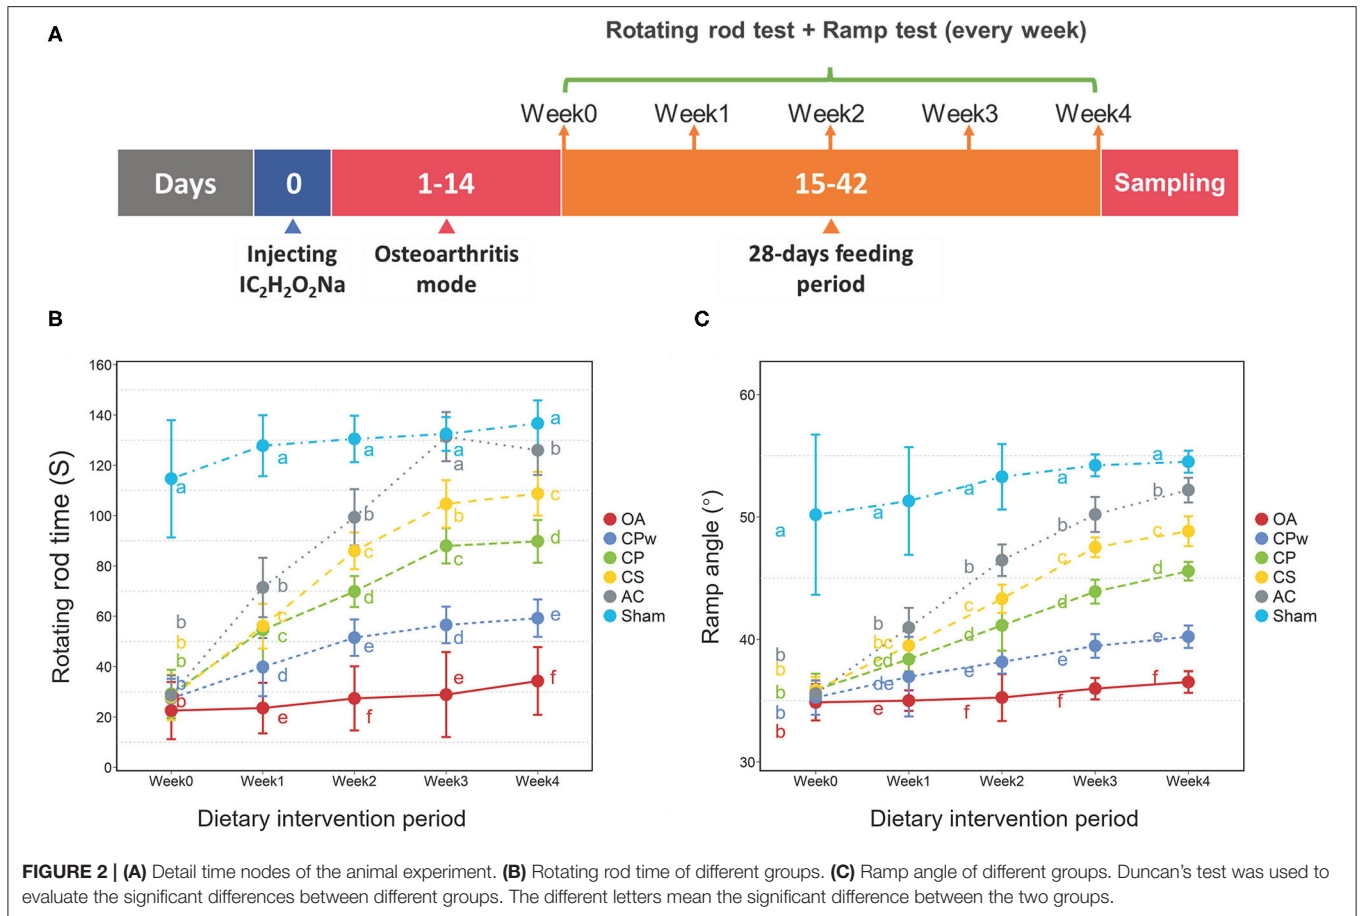 (A)
Rotating rod test + Ramp test (every week)
Week0 Week1 Week2 Week3 Week4
Days 0 1-14 15-42 Sampling
Injecting
IC₂H₂O₂Na
Osteoarthritis
mode
28-days feeding
period
(B)
Rotating rod time (S)
160
140
120
100
80
60
40
20
0
a a a a a
b b b a b
b c c b c
b c d c d
b d e d e
b e f e f
Week0 Week1 Week2 Week3 Week4
Dietary intervention period
OA
CPw
CP
CS
AC
Sham
(C)
Ramp angle (°)
60
50
40
30
a a a a a
b b b b b
b bc c c c
b cd d d d
b de e e e
b e f f f
Week0 Week1 Week2 Week3 Week4
Dietary intervention period
OA
CPw
CP
CS
AC
Sham
FIGURE 2 | (A) Detail time nodes of the animal experiment. (B) Rotating rod time of different groups. (C) Ramp angle of different groups. Duncan's test was used to
evaluate the significant differences between different groups. The different letters mean the significant difference between the two groups.